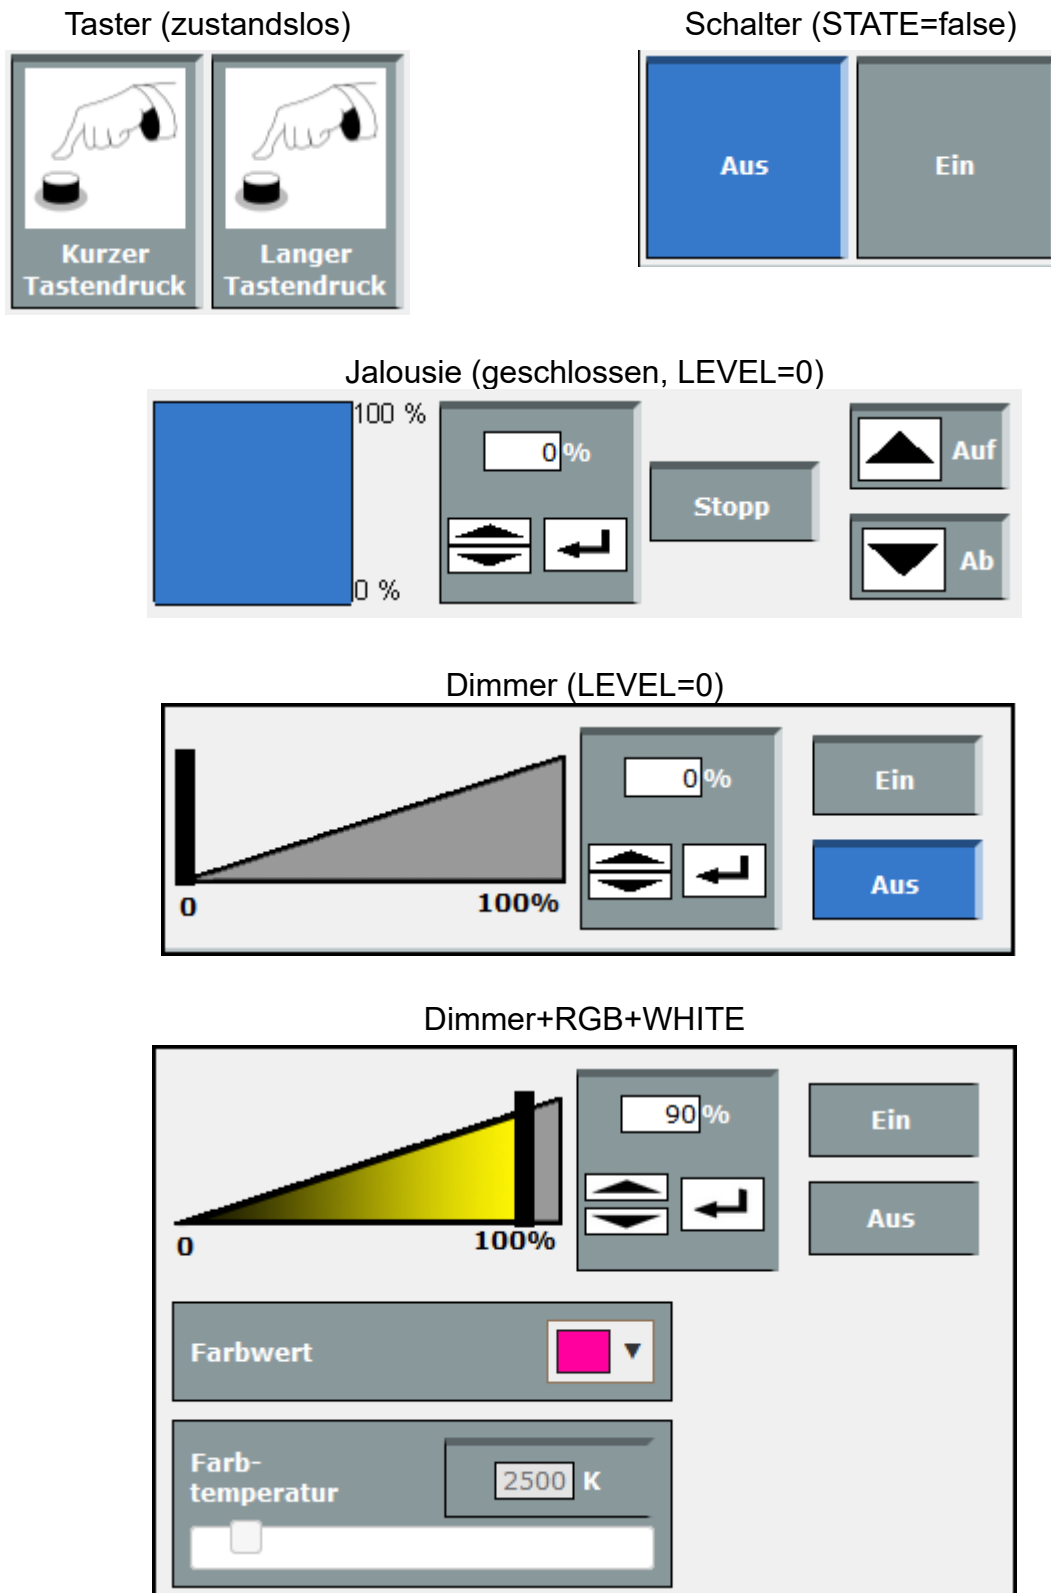 Taster (zustandslos)
Schalter (STATE=false)
Kurzer
Tastendruck
Langer
Tastendruck
Aus
Ein
Jalousie (geschlossen, LEVEL=0)
100 %
0 %
0 %
Stopp
Auf
Ab
Dimmer (LEVEL=0)
0
100%
0 %
Ein
Aus
Dimmer+RGB+WHITE
0
100%
90 %
Ein
Aus
Farbwert
Farb-
temperatur
2500 K